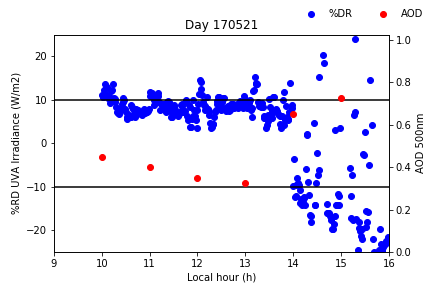 %DR AOD
Day 170521
%RD UVA Irradiance (W/m2)
20
10
0
−10
−20
1.0
0.8
0.6
0.4
0.2
0.0
AOD 500nm
9 10 11 12 13 14 15 16
Local hour (h)